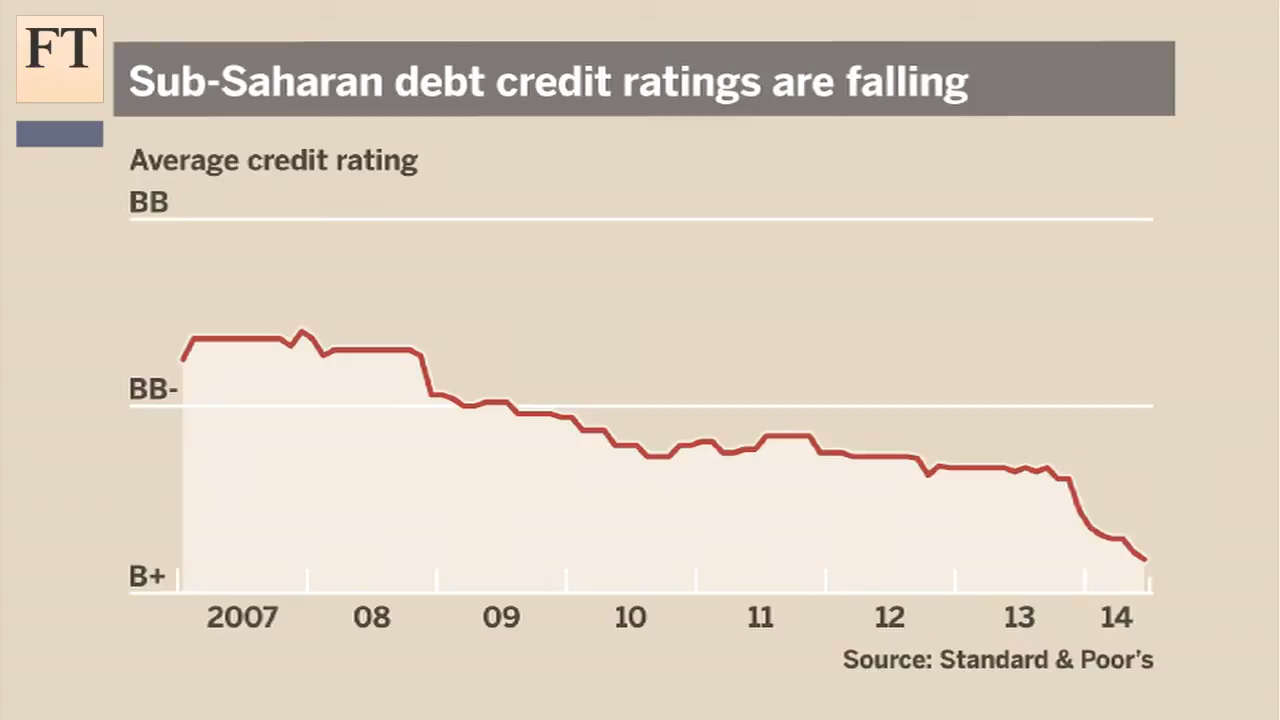 FT
Sub-Saharan debt credit ratings are falling
Average credit rating
BB
BB-
B+
2007 08 09 10 11 12 13 14
Source: Standard & Poor's